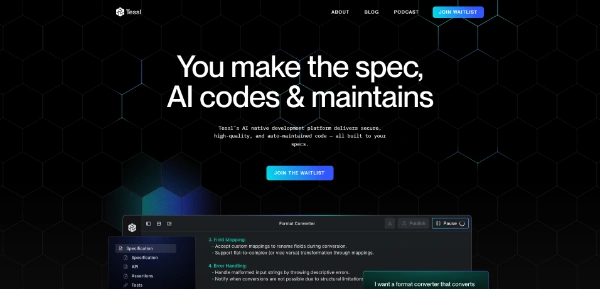 Tessl
ABOUT BLOG PODCAST JOIN WAITLIST
You make the spec,
AI codes & maintains
Tessl's AI native development platform delivers secure,
high-quality, and auto-maintained code — all built to your
specs.
JOIN THE WAITLIST
Format Converter
Publish
Pause
Specification
Specification
API
Assertions
Tests
3. Field Mapping:
- Accept custom mappings to rename fields during conversion.
- Support flat-to-complex (or vice versa) transformation through mappings.
4. Error Handling:
- Handle malformed input strings by throwing descriptive errors.
- Notify when conversions are not possible due to structural limitations
I want a format converter that converts